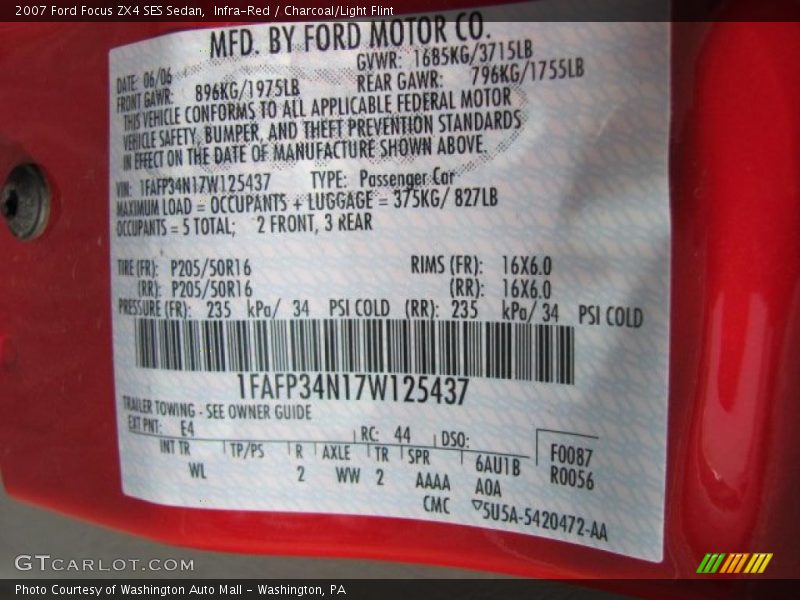 2007 Ford Focus ZX4 SES Sedan,  Infra-Red / Charcoal/Light Flint
MFD. BY FORD MOTOR CO.
DATE: 06/06 GVWR: 1685KG/3715LB
FRONT GAWR: 896KG/1975LB REAR GAWR: 796KG/1755LB
THIS VEHICLE CONFORMS TO ALL APPLICABLE FEDERAL MOTOR
VEHICLE SAFETY, BUMPER, AND THEFT PREVENTION STANDARDS
IN EFFECT ON THE DATE OF MANUFACTURE SHOWN ABOVE.
VIN: 1FAFP34N17W125437 TYPE: Passenger Car
MAXIMUM LOAD = OCCUPANTS + LUGGAGE = 375KG/ 827LB
OCCUPANTS = 5 TOTAL; 2 FRONT, 3 REAR
TIRE (FR): P205/50R16 RIMS (FR): 16X6.0
(RR): P205/50R16 (RR): 16X6.0
PRESSURE (FR): 235 kPa/ 34 PSI COLD (RR): 235 kPa/ 34 PSI COLD
1FAFP34N17W125437
TRAILER TOWING - SEE OWNER GUIDE
EXT PNT: E4 RC: 44 DSO: F0087
INT TR TP/PS R AXLE TR SPR 6AU1B R0056
WL 2 WW 2 AAAA A0A
CMC ▽5U5A-5420472-AA
GTCARLOT.COM
Photo Courtesy of Washington Auto Mall - Washington, PA